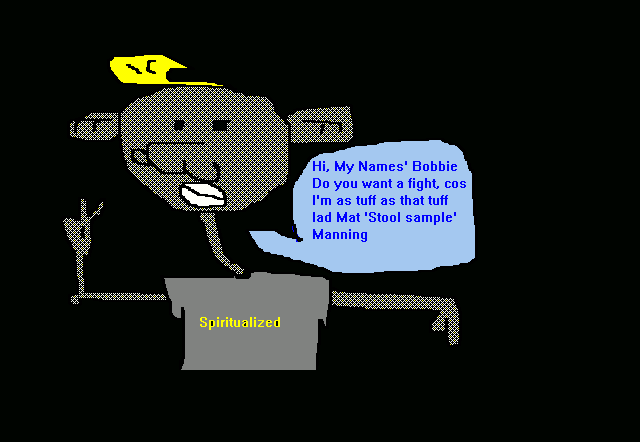 Hi, My Names' Bobbie
Do you want a fight, cos
I'm as tuff as that tuff
lad Mat 'Stool sample'
Manning
Spiritualized